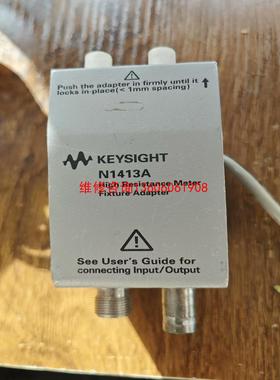 Push the adapter in firmly until it
locks in place(< 1mm spacing)
KEYSIGHT
N1413A
High Resistance Meter
Fixture Adapter
See User's Guide for
connecting Input/Output